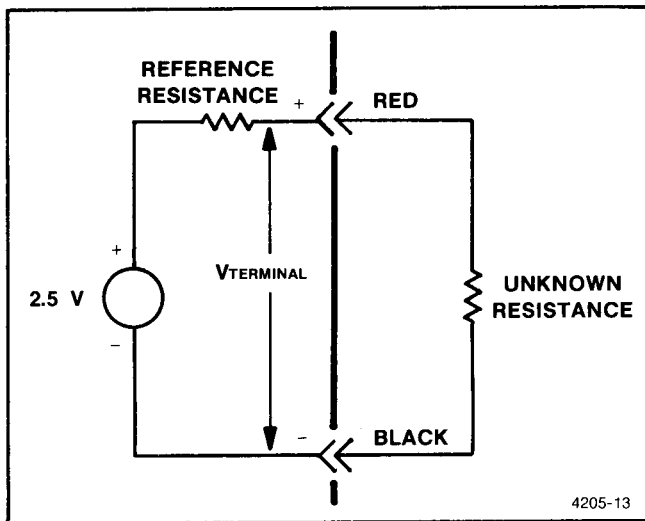 REFERENCE
RESISTANCE
+
RED
+
VTERMINAL
2.5 V
UNKNOWN
RESISTANCE
–
–
BLACK
4205-13